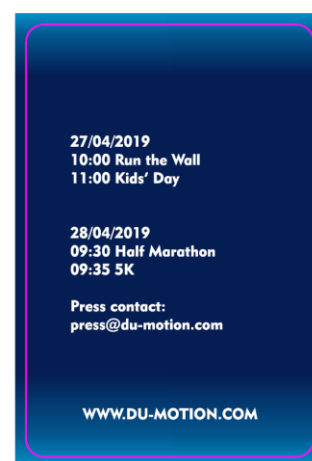 27/04/2019
10:00 Run the Wall
11:00 Kids' Day
28/04/2019
09:30 Half Marathon
09:35 5K
Press contact:
press@du-motion.com
WWW.DU-MOTION.COM